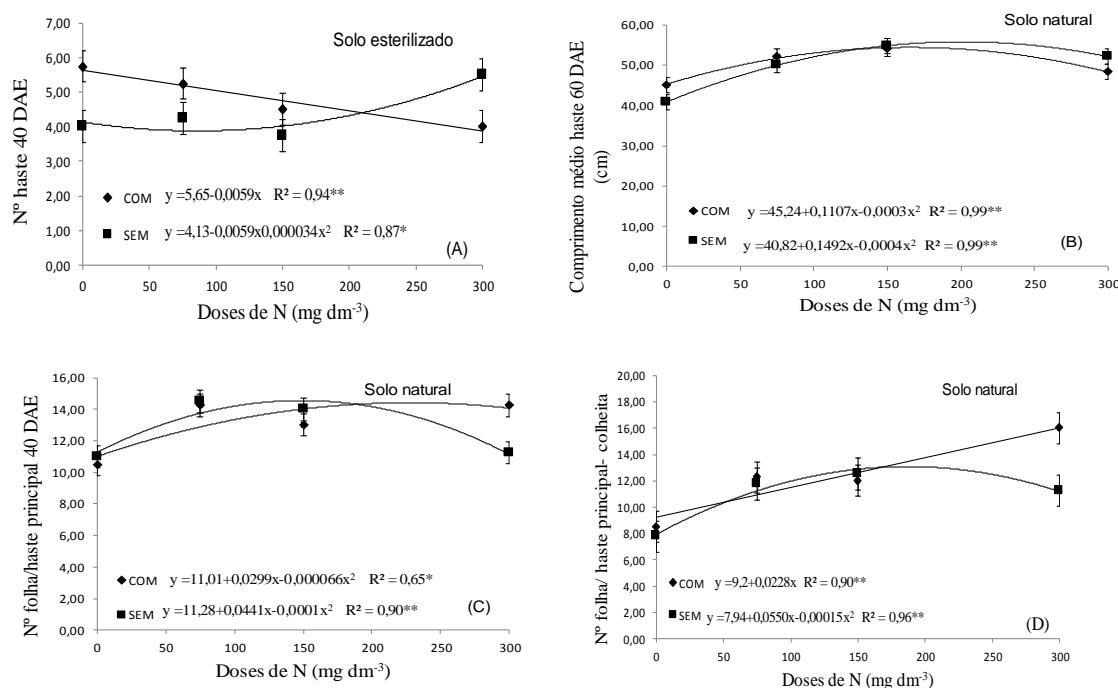 Solo esterilizado
Nº haste 40 DAE
7,00
6,00
5,00
4,00
3,00
2,00
1,00
0,00
COM y =5,65-0,0059x R² = 0,94**
SEM y =4,13-0,0059x0,000034x² R² = 0,87*
(A)
0 50 100 150 200 250 300
Doses de N (mg dm⁻³)
Solo natural
Comprimento médio haste 60 DAE
(cm)
60,00
50,00
40,00
30,00
20,00
10,00
0,00
COM y =45,24+0,1107x-0,0003x² R² = 0,99**
SEM y =40,82+0,1492x-0,0004x² R² = 0,99**
(B)
0 50 100 150 200 250 300
Doses de N (mg dm⁻³)
Solo natural
Nº folha/haste principal 40 DAE
16,00
14,00
12,00
10,00
8,00
6,00
4,00
2,00
0,00
COM y =11,01+0,0299x-0,000066x² R² = 0,65*
SEM y =11,28+0,0441x-0,0001x² R² = 0,90**
(C)
0 50 100 150 200 250 300
Doses de N (mg dm⁻³)
Solo natural
Nº folha/ haste principal- colheita
20,00
18,00
16,00
14,00
12,00
10,00
8,00
6,00
4,00
2,00
0,00
COM y =9,2+0,0228x R² = 0,90**
SEM y =7,94+0,0550x-0,00015x² R² = 0,96**
(D)
0 50 100 150 200 250 300
Doses de N (mg dm⁻³)